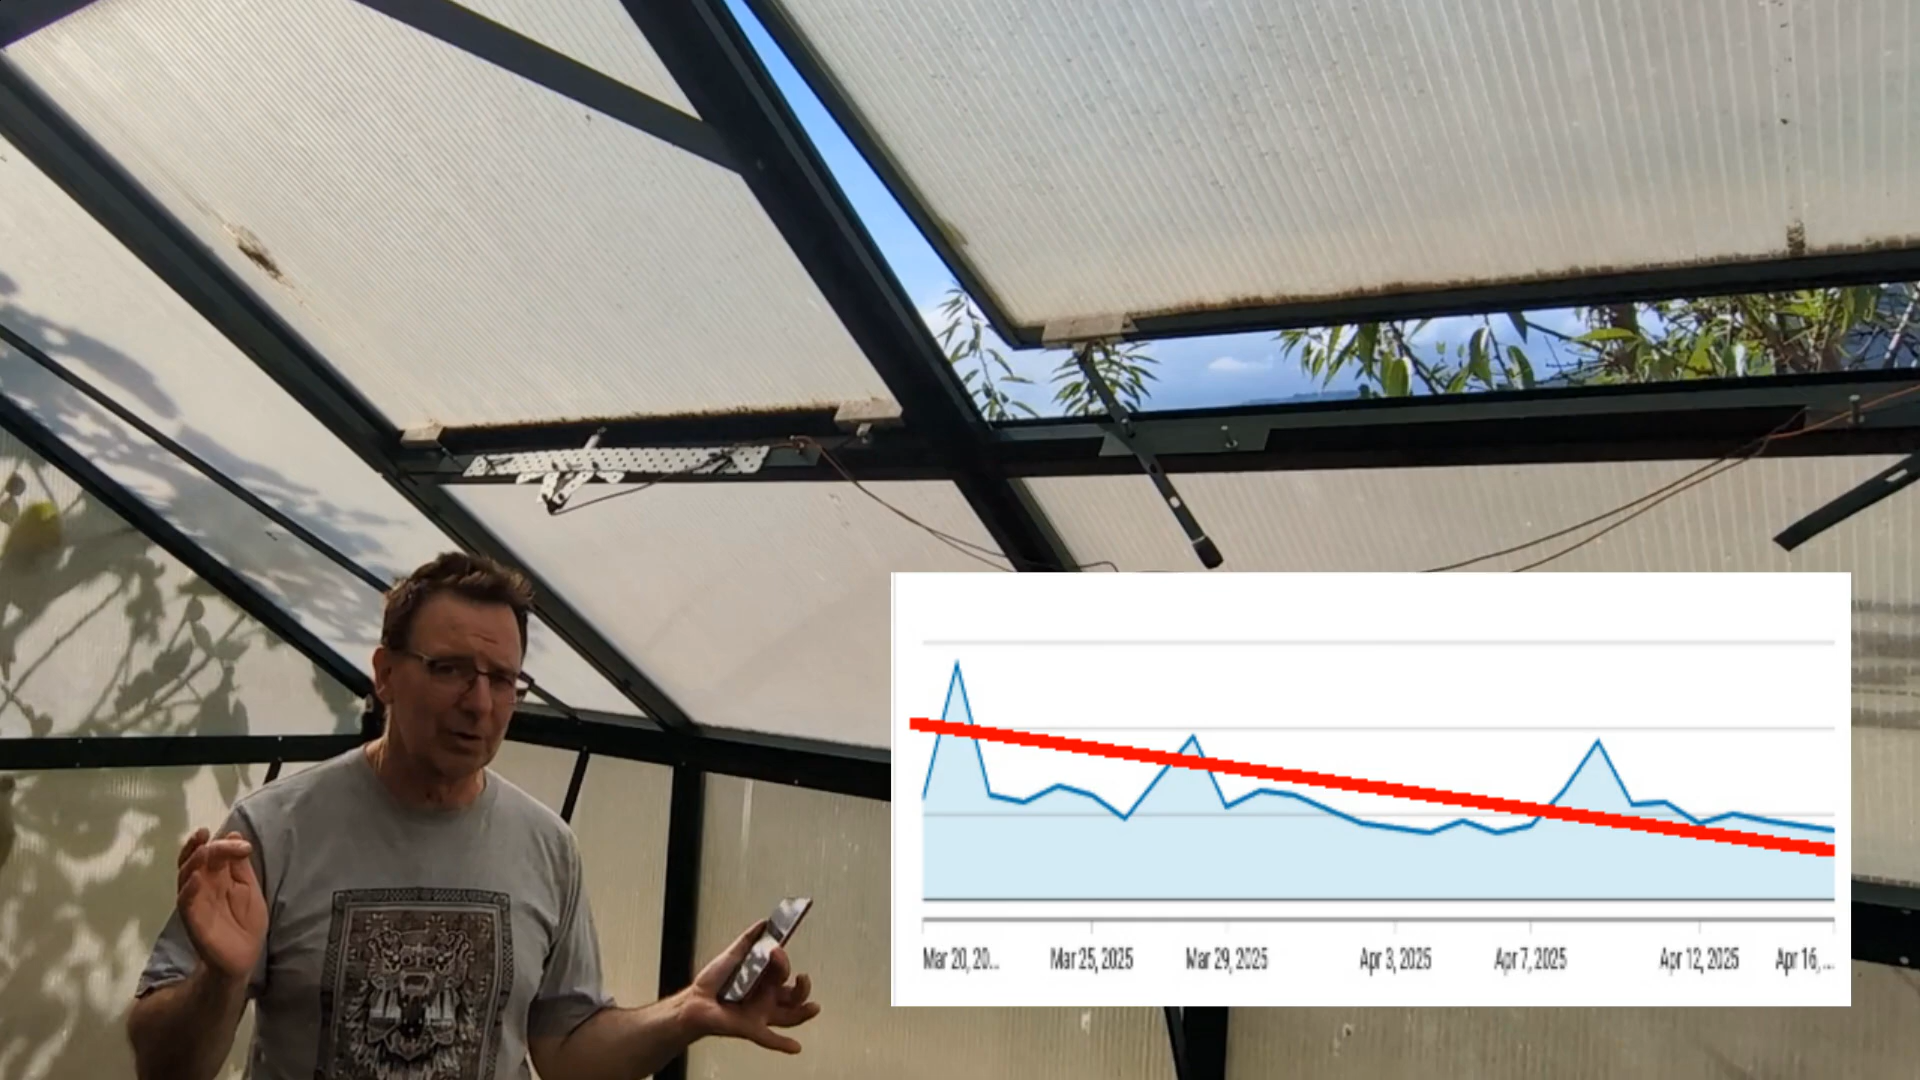 Mar 20, 20...
Mar 25, 2025
Mar 29, 2025
Apr 3, 2025
Apr 7, 2025
Apr 12, 2025
Apr 16, ...